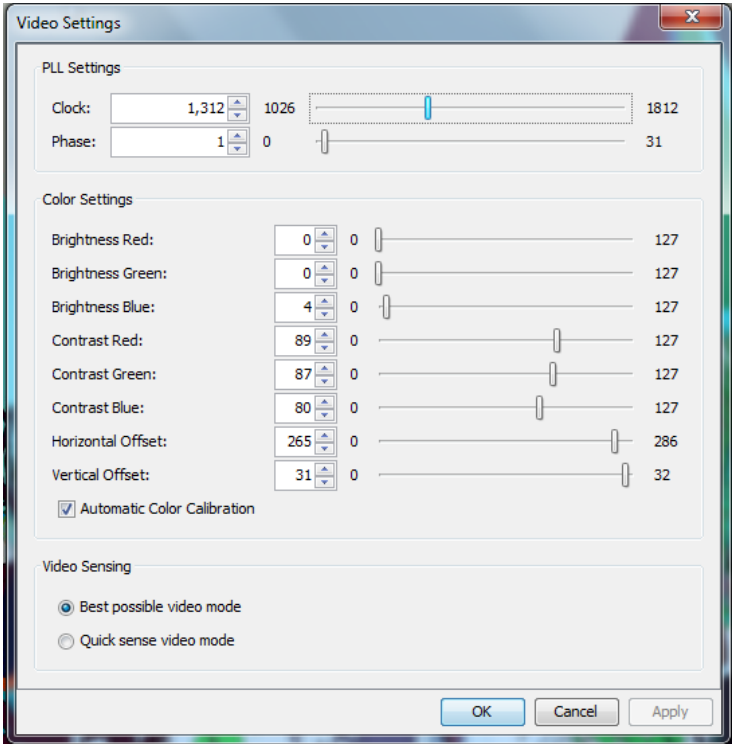 Video Settings
PLL Settings
Clock: 1,312 1026 1812
Phase: 1 0 31
Color Settings
Brightness Red: 0 0 127
Brightness Green: 0 0 127
Brightness Blue: 4 0 127
Contrast Red: 89 0 127
Contrast Green: 87 0 127
Contrast Blue: 80 0 127
Horizontal Offset: 265 0 286
Vertical Offset: 31 0 32
Automatic Color Calibration
Video Sensing
Best possible video mode
Quick sense video mode
OK Cancel Apply